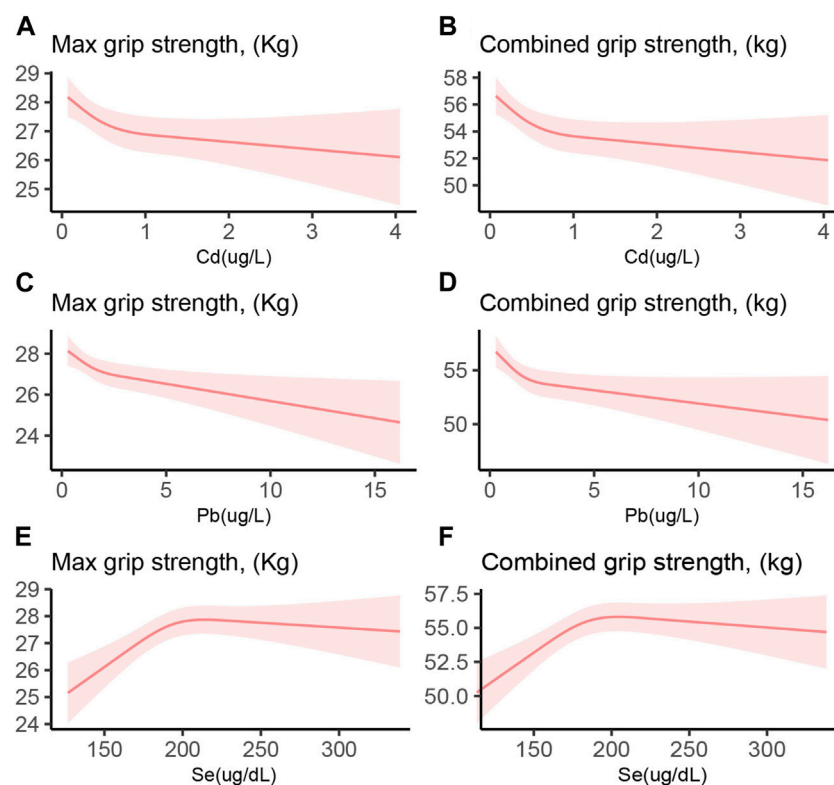 A
Max grip strength, (Kg)
29
28
27
26
25
0 1 2 3 4
Cd(ug/L)
B
Combined grip strength, (kg)
58
56
54
52
50
0 1 2 3 4
Cd(ug/L)
C
Max grip strength, (Kg)
28
26
24
0 5 10 15
Pb(ug/L)
D
Combined grip strength, (kg)
55
50
0 5 10 15
Pb(ug/L)
E
Max grip strength, (Kg)
29
28
27
26
25
24
150 200 250 300
Se(ug/dL)
F
Combined grip strength, (kg)
57.5
55.0
52.5
50.0
150 200 250 300
Se(ug/dL)